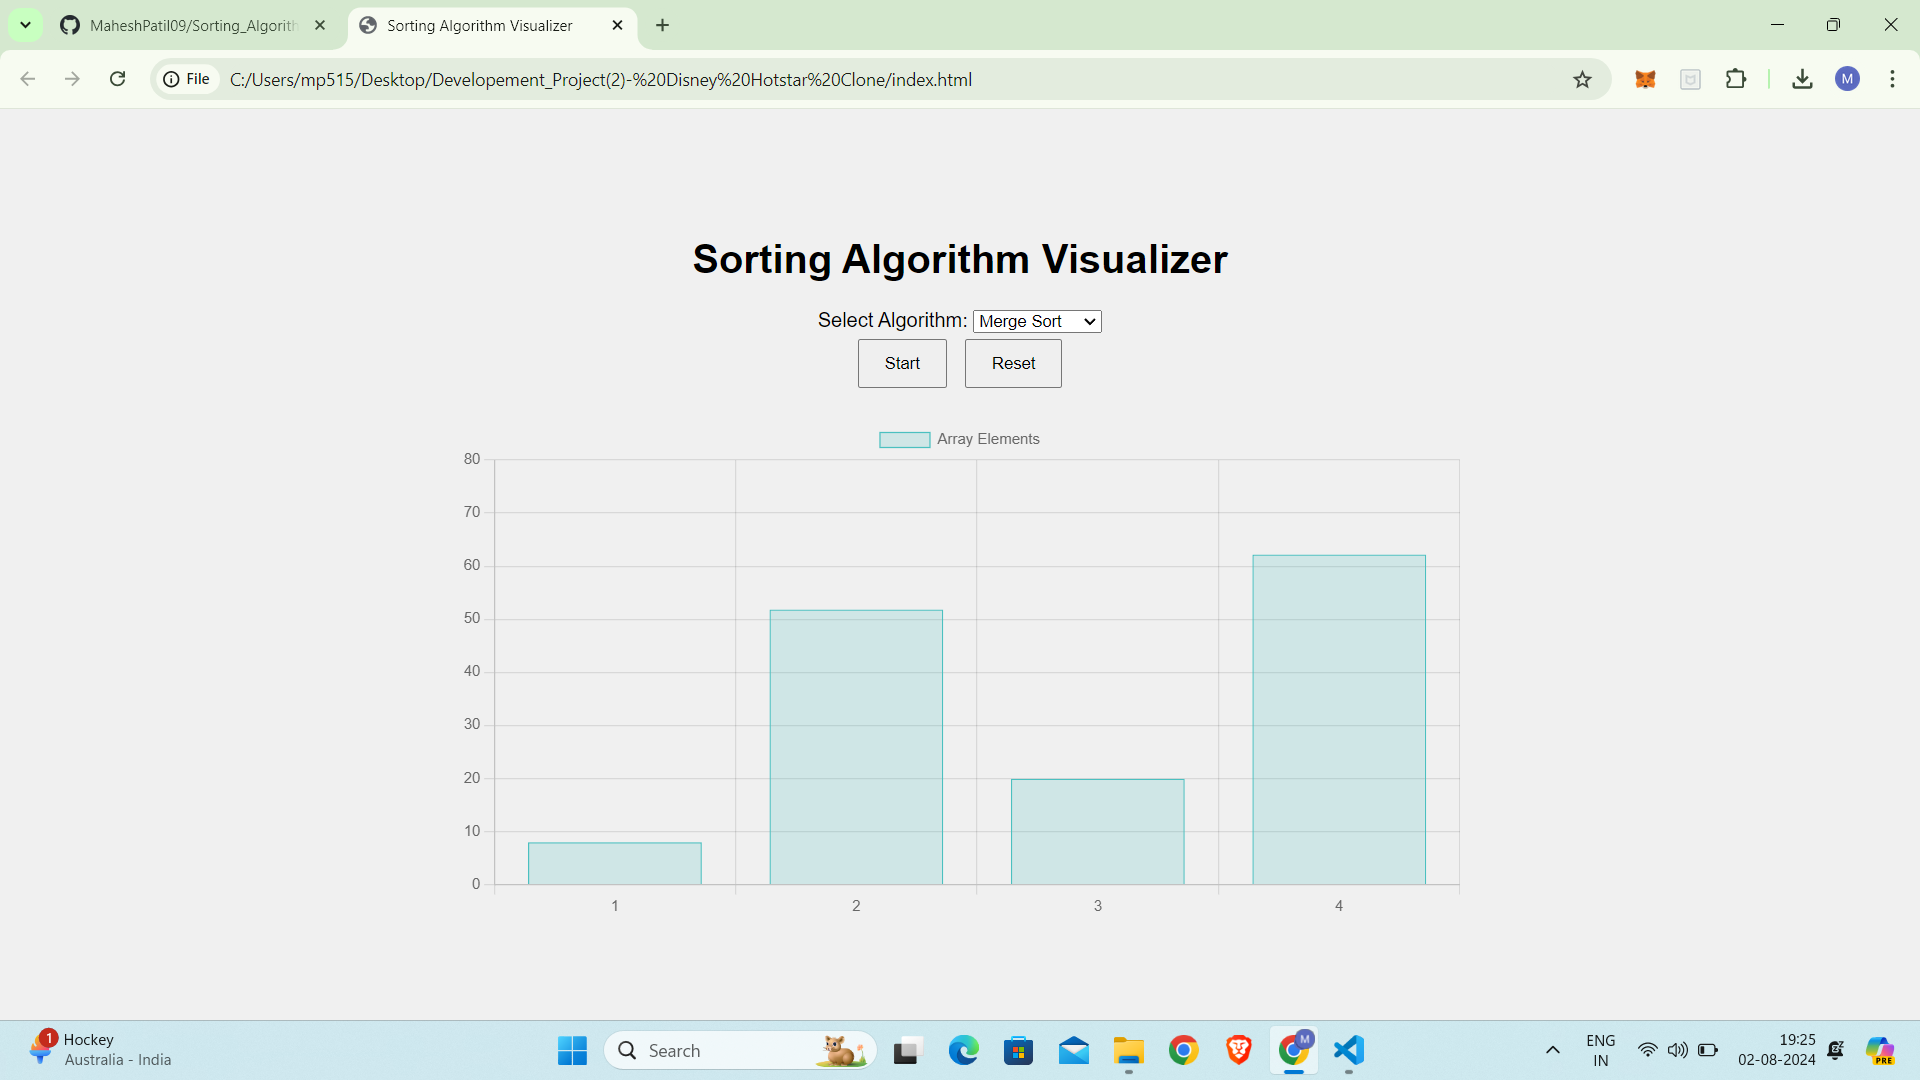 MaheshPatil09/Sorting_Algorith
Sorting Algorithm Visualizer
File
C:/Users/mp515/Desktop/Developement_Project(2)-%20Disney%20Hotstar%20Clone/index.html
M
Sorting Algorithm Visualizer
Select Algorithm: Merge Sort
Start Reset
Array Elements
80
70
60
50
40
30
20
10
0
1 2 3 4
1
Hockey
Australia - India
Search
M
ENG
IN
19:25
02-08-2024
PRE